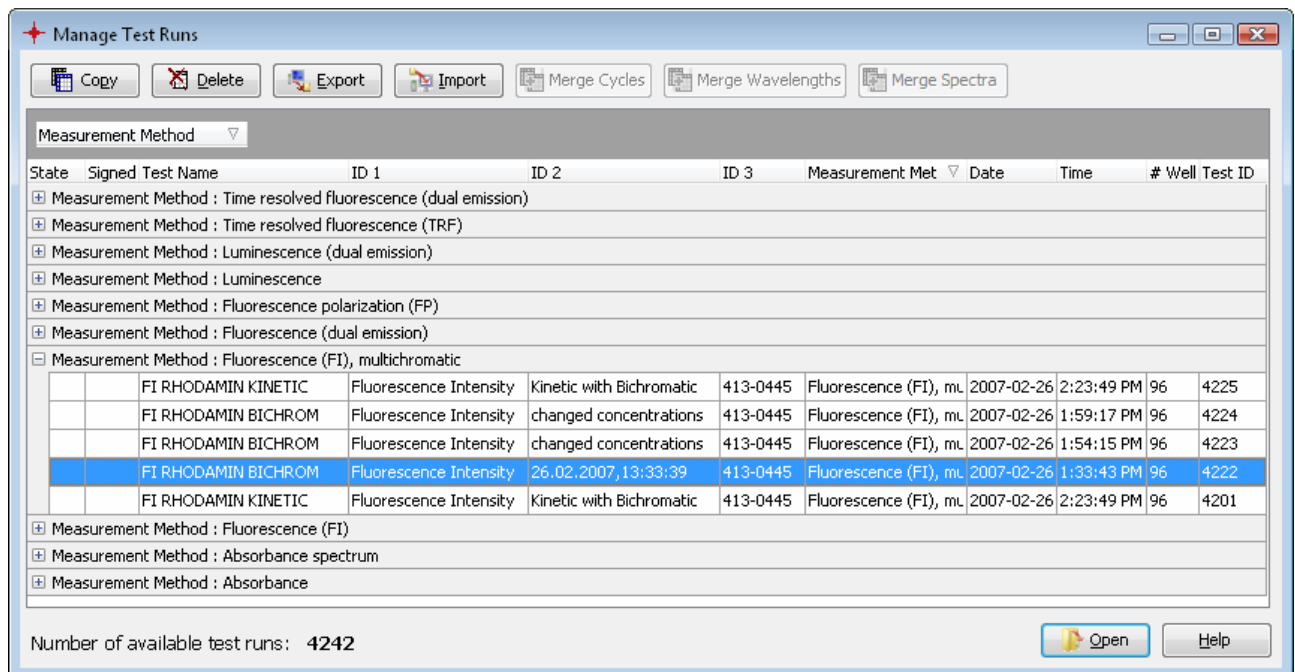 Manage Test Runs
Copy Delete Export Import Merge Cycles Merge Wavelengths Merge Spectra
Measurement Method
State Signed Test Name ID 1 ID 2 ID 3 Measurement Met Date Time # Well Test ID
Measurement Method : Time resolved fluorescence (dual emission)
Measurement Method : Time resolved fluorescence (TRF)
Measurement Method : Luminescence (dual emission)
Measurement Method : Luminescence
Measurement Method : Fluorescence polarization (FP)
Measurement Method : Fluorescence (dual emission)
Measurement Method : Fluorescence (FI), multichromatic
FI RHODAMIN KINETIC Fluorescence Intensity Kinetic with Bichromatic 413-0445 Fluorescence (FI), mu 2007-02-26 2:23:49 PM 96 4225
FI RHODAMIN BICHROM Fluorescence Intensity changed concentrations 413-0445 Fluorescence (FI), mu 2007-02-26 1:59:17 PM 96 4224
FI RHODAMIN BICHROM Fluorescence Intensity changed concentrations 413-0445 Fluorescence (FI), mu 2007-02-26 1:54:15 PM 96 4223
FI RHODAMIN BICHROM Fluorescence Intensity 26.02.2007,13:33:39 413-0445 Fluorescence (FI), mu 2007-02-26 1:33:43 PM 96 4222
FI RHODAMIN KINETIC Fluorescence Intensity Kinetic with Bichromatic 413-0445 Fluorescence (FI), mu 2007-02-26 2:23:49 PM 96 4201
Measurement Method : Fluorescence (FI)
Measurement Method : Absorbance spectrum
Measurement Method : Absorbance
Number of available test runs: 4242 Open Help